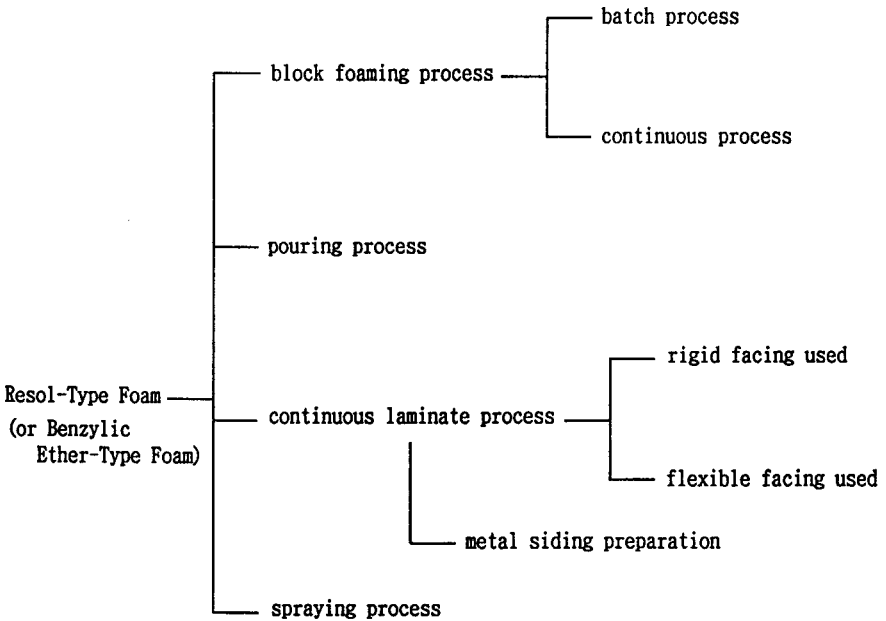 batch process
block foaming process
continuous process
pouring process
rigid facing used
Resol-Type Foam
(or Benzylic
Ether-Type Foam)
continuous laminate process
flexible facing used
metal siding preparation
spraying process